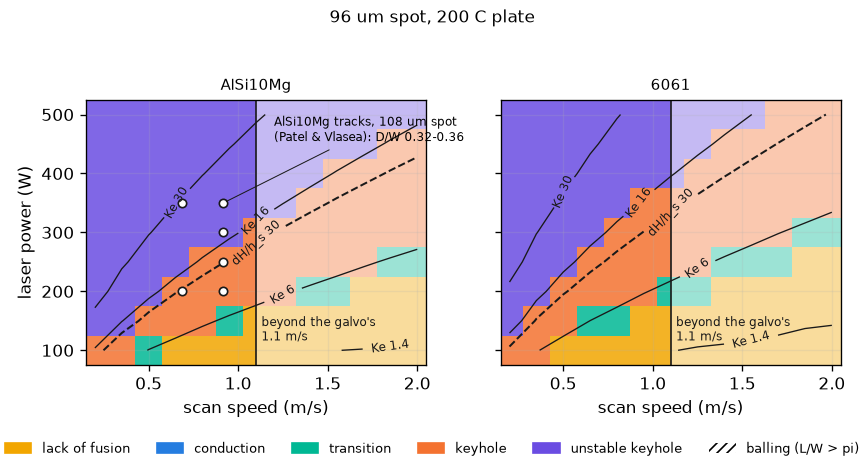 96 um spot, 200 C plate
AlSi10Mg
6061
AlSi10Mg tracks, 108 um spot
(Patel & Vlasea): D/W 0.32-0.36
Ke 30
Ke 16
dH/h_s 30
Ke 6
Ke 1.4
beyond the galvo's
1.1 m/s
Ke 30
Ke 16
dH/h_s 30
Ke 6
Ke 1.4
beyond the galvo's
1.1 m/s
laser power (W)
500
400
300
200
100
0.5
1.0
1.5
2.0
0.5
1.0
1.5
2.0
scan speed (m/s)
scan speed (m/s)
lack of fusion
conduction
transition
keyhole
unstable keyhole
balling (L/W > pi)